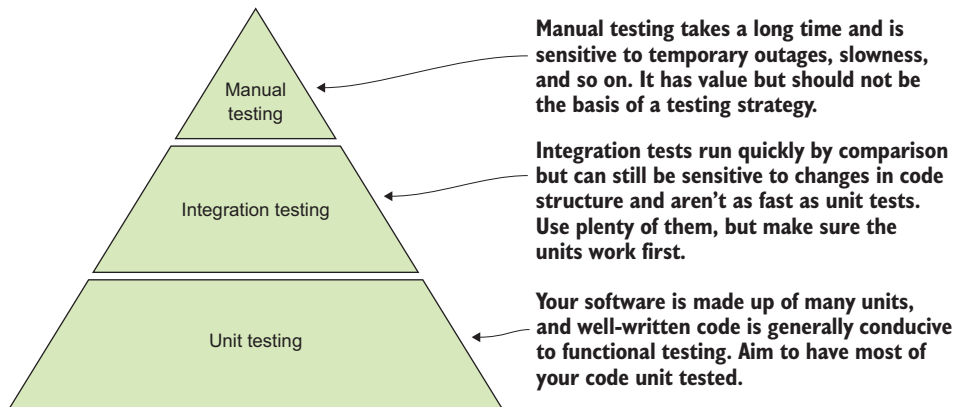 Manual
testing
Manual testing takes a long time and is
sensitive to temporary outages, slowness,
and so on. It has value but should not be
the basis of a testing strategy.
Integration testing
Integration tests run quickly by comparison
but can still be sensitive to changes in code
structure and aren't as fast as unit tests.
Use plenty of them, but make sure the
units work first.
Unit testing
Your software is made up of many units,
and well-written code is generally conducive
to functional testing. Aim to have most of
your code unit tested.